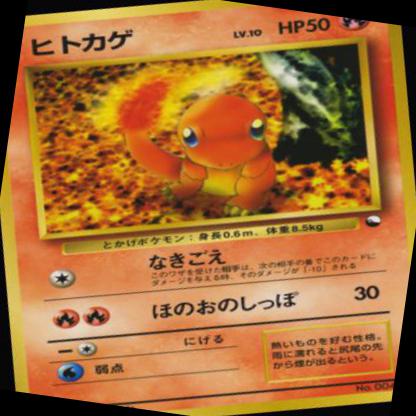 ヒトカゲ LV.10 HP50
とかげポケモン：身長0.6m、体重8.5kg
なきごえ
このワザを受けた相手は、次の相手の番でこのカードに
ダメージを与える時、そのダメージが「-10」される
ほのおのしっぽ 30
にげる
弱点
熱いものを好む性格。
雨に濡れると尻尾の先
から煙が出るという。
No.004